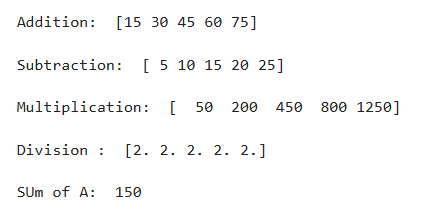 Addition:  [15 30 45 60 75]
Subtraction:  [ 5 10 15 20 25]
Multiplication:  [  50  200  450  800 1250]
Division :  [2. 2. 2. 2. 2.]
SUm of A:  150